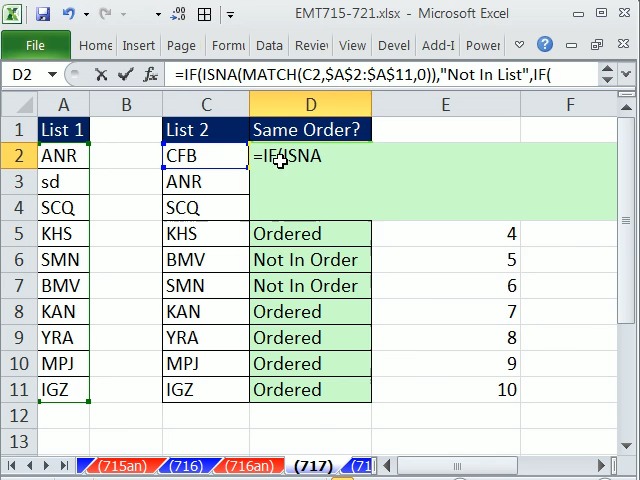 EMT715-721.xlsx - Microsoft Excel
File Home Insert Page Formu Data Review View Develo Add-I Power
D2 fx =IF(ISNA(MATCH(C2,$A$2:$A$11,0)),"Not In List",IF(
A B C D E F
1 List 1 List 2 Same Order?
2 ANR CFB =IF(ISNA
3 sd ANR
4 SCQ SCQ
5 KHS KHS Ordered 4
6 SMN BMV Not In Order 5
7 BMV SMN Not In Order 6
8 KAN KAN Ordered 7
9 YRA YRA Ordered 8
10 MPJ MPJ Ordered 9
11 IGZ IGZ Ordered 10
12
13
(715an) (716) (716an) (717) (71